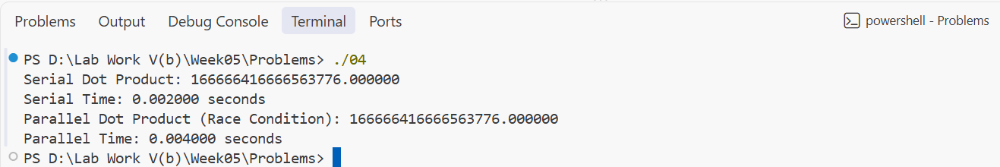 Problems Output Debug Console Terminal Ports powershell - Problems
PS D:\Lab Work V(b)\Week05\Problems> ./04
Serial Dot Product: 166666416666563776.000000
Serial Time: 0.002000 seconds
Parallel Dot Product (Race Condition): 166666416666563776.000000
Parallel Time: 0.004000 seconds
PS D:\Lab Work V(b)\Week05\Problems>